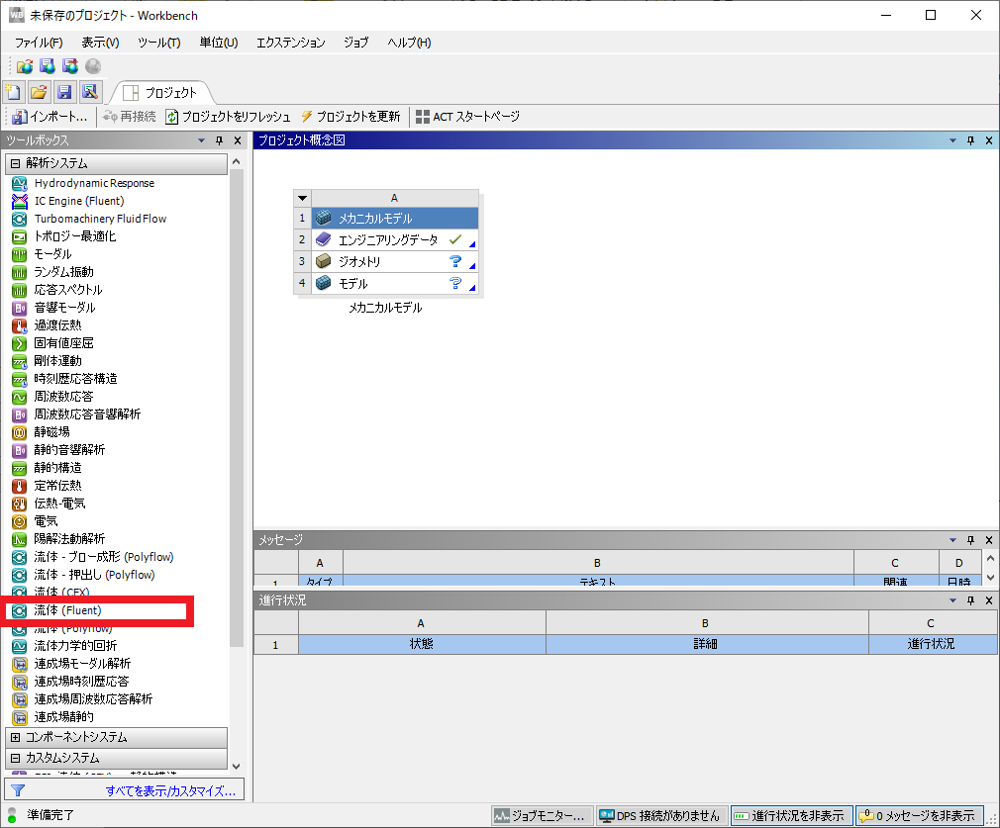 未保存のプロジェクト - Workbench
ファイル(F) 表示(V) ツール(T) 単位(U) エクステンション ジョブ ヘルプ(H)
プロジェクト
インポート... 再接続 プロジェクトをリフレッシュ プロジェクトを更新 ACT スタートページ
ツールボックス
解析システム
Hydrodynamic Response
IC Engine (Fluent)
Turbomachinery Fluid Flow
トポロジー最適化
モーダル
ランダム振動
応答スペクトル
音響モーダル
過渡伝熱
固有値座屈
剛体運動
時刻歴応答構造
周波数応答
周波数応答音響解析
静磁場
静的音響解析
静的構造
定常伝熱
伝熱-電気
電気
陽解法動解析
流体 - ブロー成形 (Polyflow)
流体 - 押出し (Polyflow)
流体 (CFX)
流体 (Fluent)
流体 (Polyflow)
流体力学的回折
連成場モーダル解析
連成場時刻歴応答
連成場周波数応答解析
連成場静的
コンポーネントシステム
カスタムシステム
すべてを表示/カスタマイズ...
プロジェクト概念図
A
1 メカニカルモデル
2 エンジニアリングデータ
3 ジオメトリ
4 モデル
メカニカルモデル
メッセージ
A B C D
1 タイプ テキスト 関連 日時
進行状況
A B C
1 状態 詳細 進行状況
準備完了 ジョブモニター... DPS 接続がありません 進行状況を非表示 0 メッセージを非表示